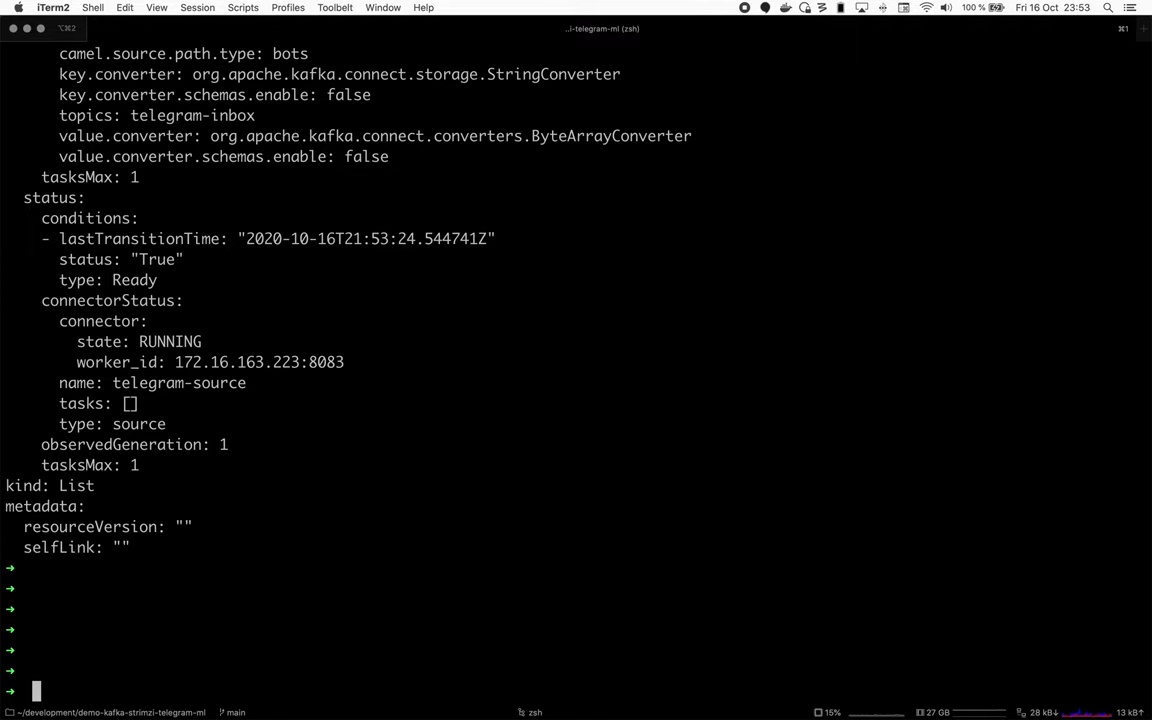 iTerm2 Shell Edit View Session Scripts Profiles Toolbelt Window Help 100 % Fri 16 Oct 23:53
⌥⌘2 ..i-telegram-ml (zsh) ⌘1
camel.source.path.type: bots
key.converter: org.apache.kafka.connect.storage.StringConverter
key.converter.schemas.enable: false
topics: telegram-inbox
value.converter: org.apache.kafka.connect.converters.ByteArrayConverter
value.converter.schemas.enable: false
tasksMax: 1
status:
conditions:
- lastTransitionTime: "2020-10-16T21:53:24.544741Z"
status: "True"
type: Ready
connectorStatus:
connector:
state: RUNNING
worker_id: 172.16.163.223:8083
name: telegram-source
tasks: []
type: source
observedGeneration: 1
tasksMax: 1
kind: List
metadata:
resourceVersion: ""
selfLink: ""
~/development/demo-kafka-strimzi-telegram-ml main zsh 15% 27 GB 28 kB↓ 13 kB↑